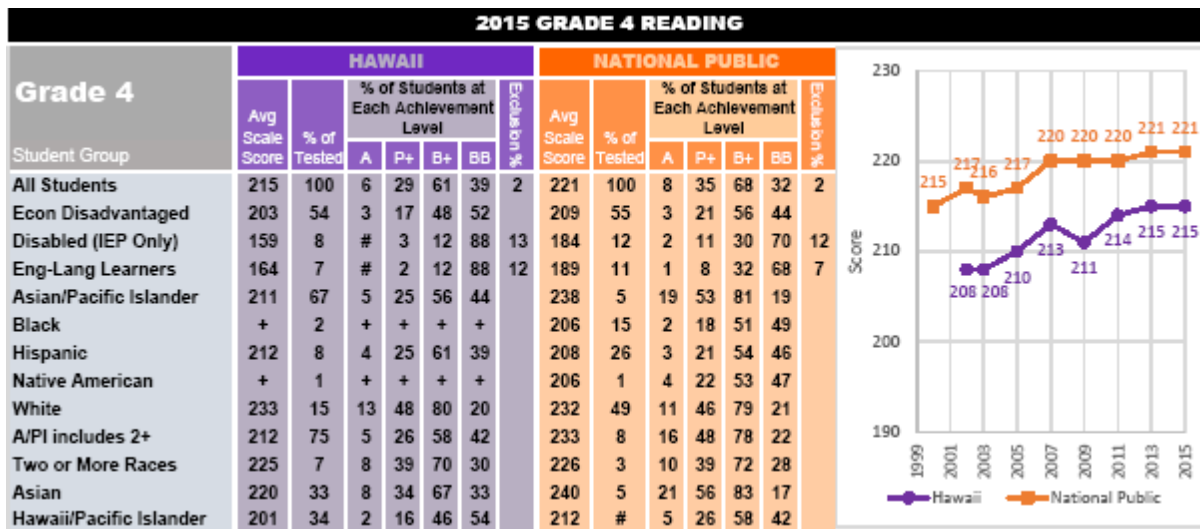 2015 GRADE 4 READING
Grade 4
Student Group
HAWAII
NATIONAL PUBLIC
Avg Scale Score % of Tested % of Students at Each Achievement Level Exclusion % Avg Scale Score % of Tested % of Students at Each Achievement Level Exclusion %
A P+ B+ BB A P+ B+ BB
All Students 215 100 6 29 61 39 2 221 100 8 35 68 32 2
Econ Disadvantaged 203 54 3 17 48 52 209 55 3 21 56 44
Disabled (IEP Only) 159 8 # 3 12 88 13 184 12 2 11 30 70 12
Eng-Lang Learners 164 7 # 2 12 88 12 189 11 1 8 32 68 7
Asian/Pacific Islander 211 67 5 25 56 44 238 5 19 53 81 19
Black + 2 + + + + 206 15 2 18 51 49
Hispanic 212 8 4 25 61 39 208 26 3 21 54 46
Native American + 1 + + + + 206 1 4 22 53 47
White 233 15 13 48 80 20 232 49 11 46 79 21
A/PI includes 2+ 212 75 5 26 58 42 233 8 16 48 78 22
Two or More Races 225 7 8 39 70 30 226 3 10 39 72 28
Asian 220 33 8 34 67 33 240 5 21 56 83 17
Hawaii/Pacific Islander 201 34 2 16 46 54 212 # 5 26 58 42
230
220
210
200
190
Score
215 217 216 217 220 220 220 221 221
208 208 210 213 211 214 215 215
1999 2001 2003 2005 2007 2009 2011 2013 2015
Hawaii National Public